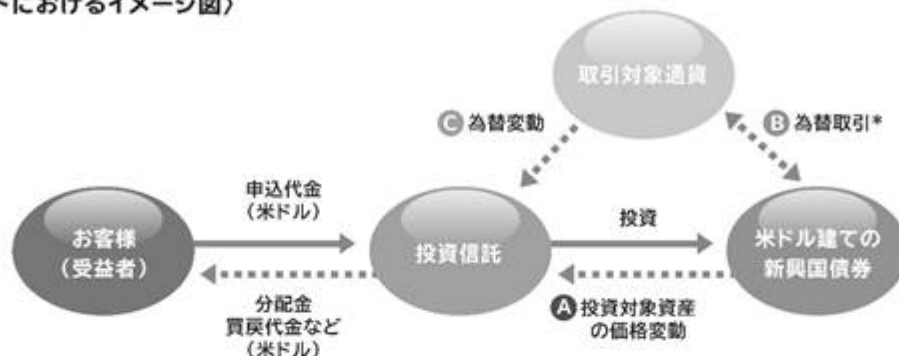 ドにおけるイメージ図〉
取引対象通貨
C 為替変動
B 為替取引*
申込代金
（米ドル）
投資
お客様
（受益者）
投資信託
米ドル建ての
新興国債券
分配金
買戻代金など
（米ドル）
A 投資対象資産
の価格変動